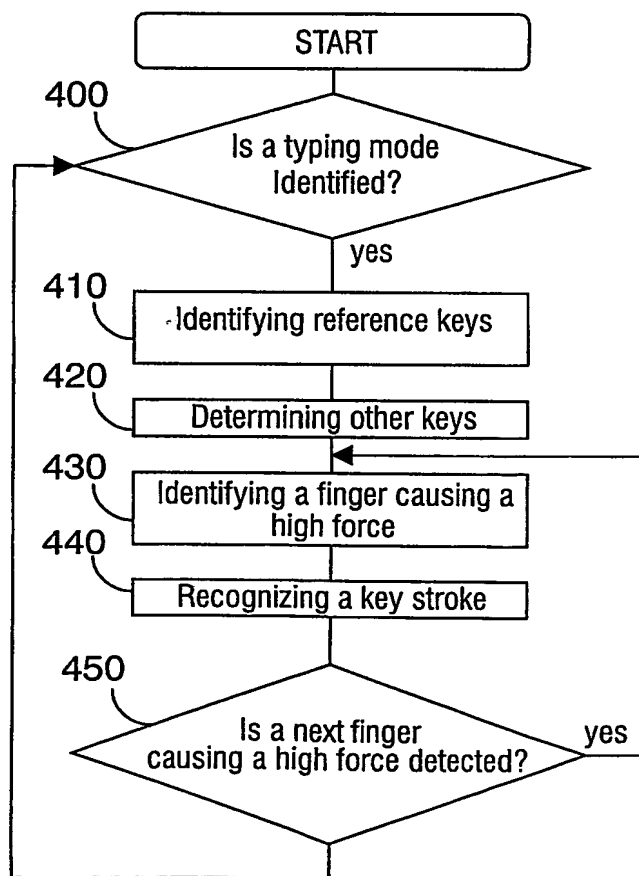 START
400
Is a typing mode
Identified?
yes
410
Identifying reference keys
420
Determining other keys
430
Identifying a finger causing a
high force
440
Recognizing a key stroke
450
Is a next finger
causing a high force detected?
yes